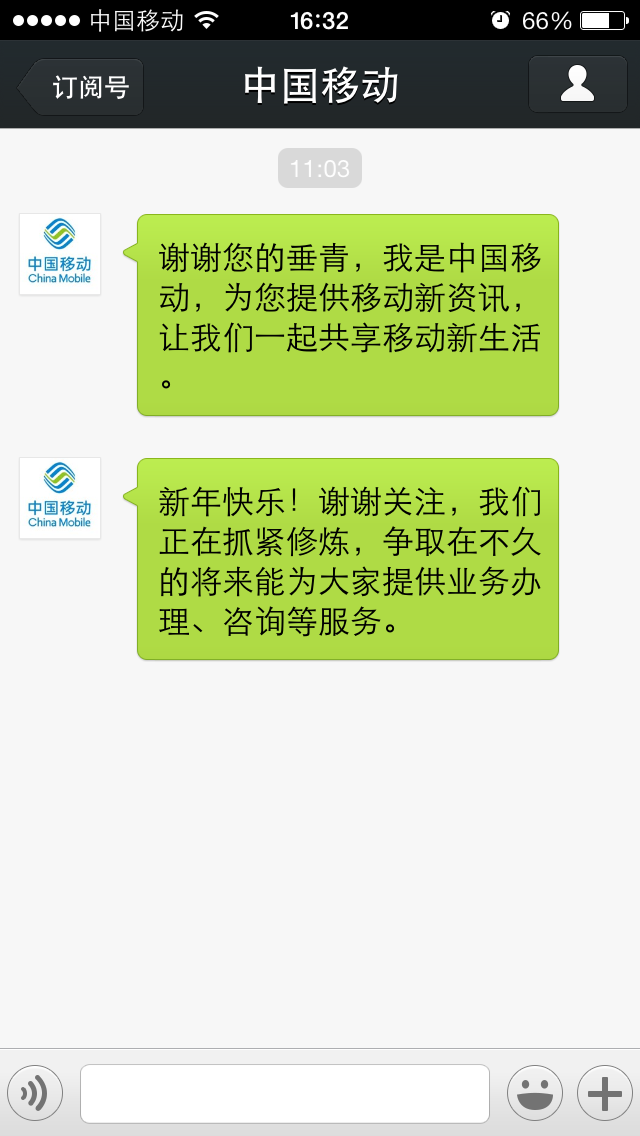 中国移动 16:32 66%
订阅号 中国移动
11:03
中国移动
China Mobile
谢谢您的垂青，我是中国移
动，为您提供移动新资讯，
让我们一起共享移动新生活
。
中国移动
China Mobile
新年快乐！谢谢关注，我们
正在抓紧修炼，争取在不久
的将来能为大家提供业务办
理、咨询等服务。